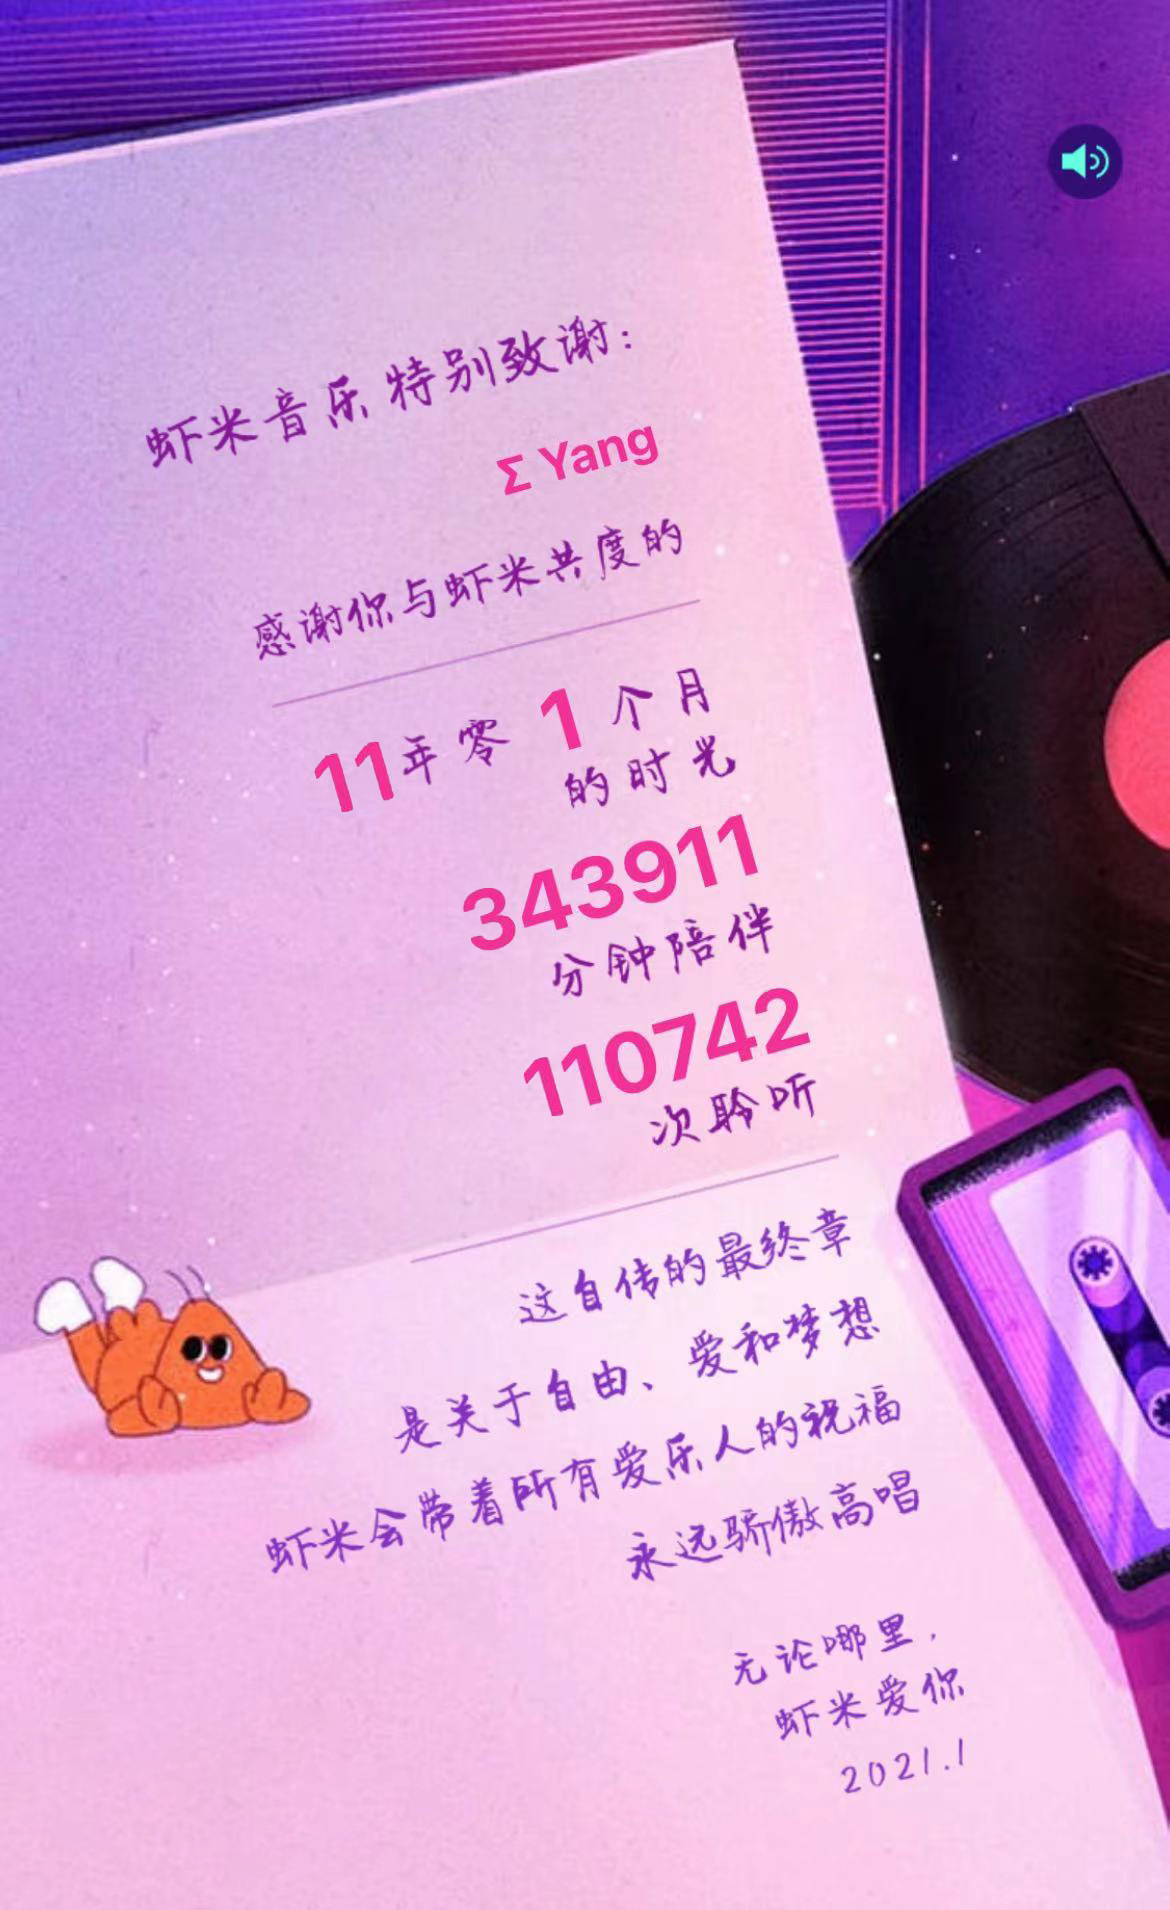 虾米音乐特别致谢：
Σ Yang
感谢你与虾米共度的
11年零1个月
的时光
343911
分钟陪伴
110742
次聆听
这自传的最终章
是关于自由、爱和梦想
虾米会带着所有爱乐人的祝福
永远骄傲高唱
无论哪里，
虾米爱你
2021.1